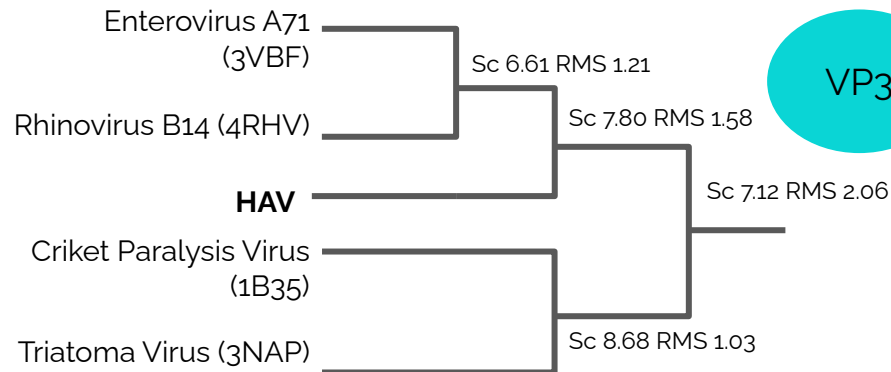 Enterovirus A71
(3VBF)
Sc 6.61 RMS 1.21
VP3
Rhinovirus B14 (4RHV)
Sc 7.80 RMS 1.58
HAV
Sc 7.12 RMS 2.06
Criket Paralysis Virus
(1B35)
Triatoma Virus (3NAP)
Sc 8.68 RMS 1.03